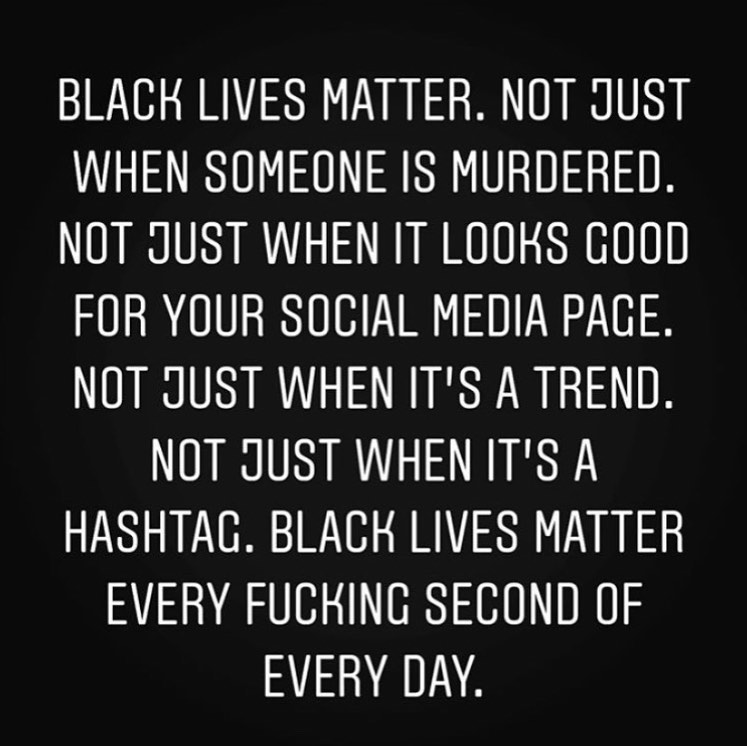 BLACK LIVES MATTER. NOT JUST
WHEN SOMEONE IS MURDERED.
NOT JUST WHEN IT LOOKS GOOD
FOR YOUR SOCIAL MEDIA PAGE.
NOT JUST WHEN IT'S A TREND.
NOT JUST WHEN IT'S A
HASHTAG. BLACK LIVES MATTER
EVERY FUCKING SECOND OF
EVERY DAY.